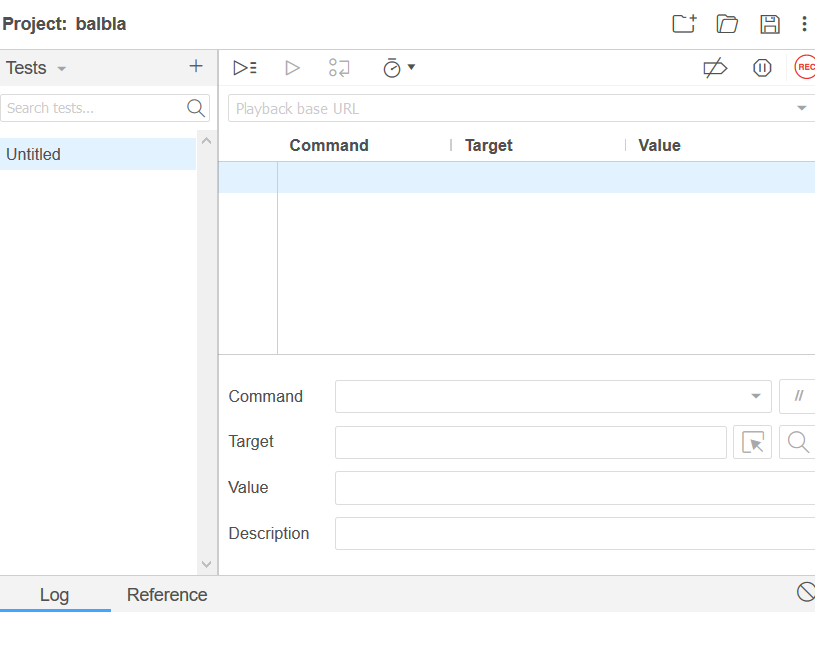 Project: balbla
Tests
REC
Search tests...
Playback base URL
Command Target Value
Untitled
Command
//
Target
Value
Description
Log Reference